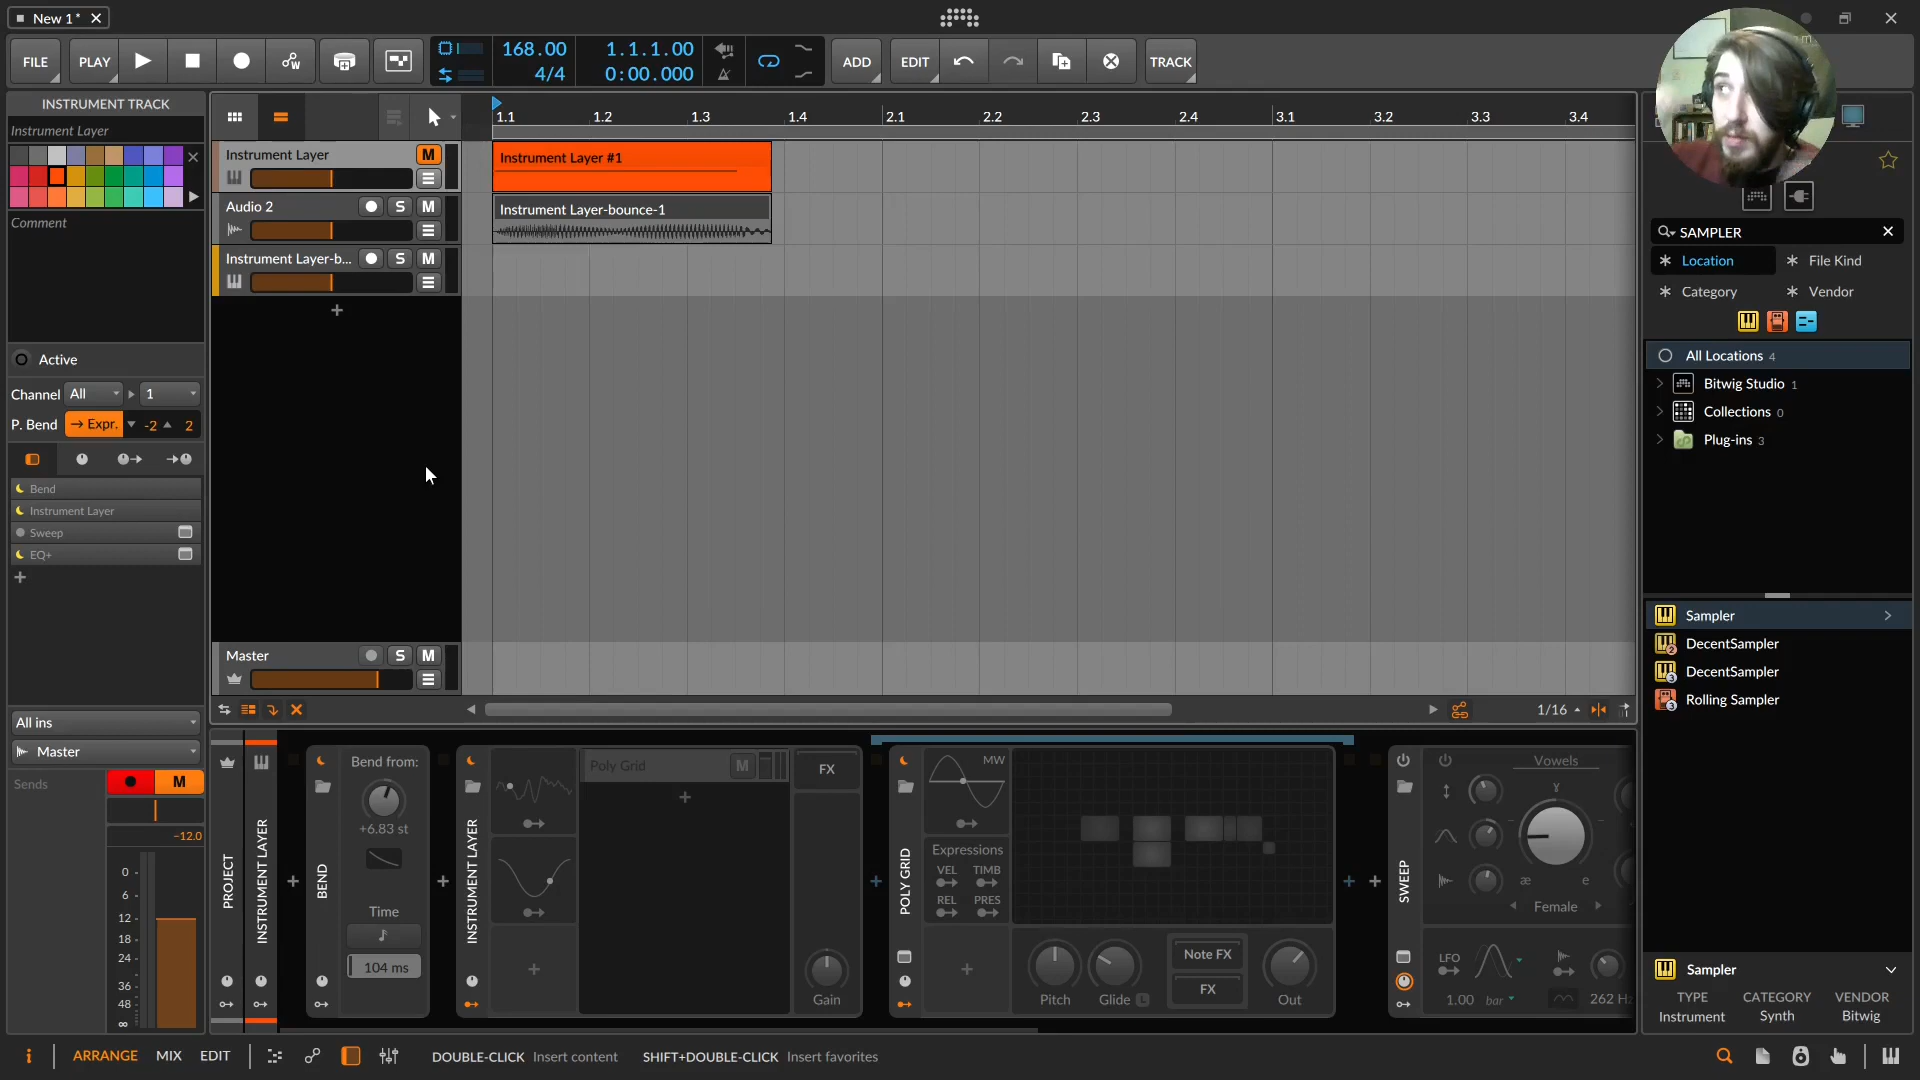 New 1*
FILE
PLAY
168.00
4/4
1.1.1.00
0:00.000
ADD
EDIT
TRACK
INSTRUMENT TRACK
Instrument Layer
Comment
Active
Channel All 1
P. Bend Expr. -2 2
Bend
Instrument Layer
Sweep
EQ+
All ins
Master
Sends
M
-12.0
0
6
12
18
24
36
48
∞
1.1 1.2 1.3 1.4 2.1 2.2 2.3 2.4 3.1 3.2 3.3 3.4
Instrument Layer M
Instrument Layer #1
Audio 2 S M
Instrument Layer-bounce-1
Instrument Layer-b... S M
Master S M
1/16
PROJECT
INSTRUMENT LAYER
BEND
Bend from:
+6.83 st
Time
104 ms
INSTRUMENT LAYER
Poly Grid M
FX
Gain
POLY GRID
MW
Expressions
VEL TIMB
REL PRES
Pitch
Glide L
Note FX
FX
Out
SWEEP
Vowels
Y
æ e
Female
LFO
1.00 bar
262 Hz
SAMPLER
Location
File Kind
Category
Vendor
All Locations 4
Bitwig Studio 1
Collections 0
Plug-ins 3
Sampler
DecentSampler
DecentSampler
Rolling Sampler
Sampler
TYPE CATEGORY VENDOR
Instrument Synth Bitwig
i
ARRANGE MIX EDIT
DOUBLE-CLICK Insert content
SHIFT+DOUBLE-CLICK Insert favorites